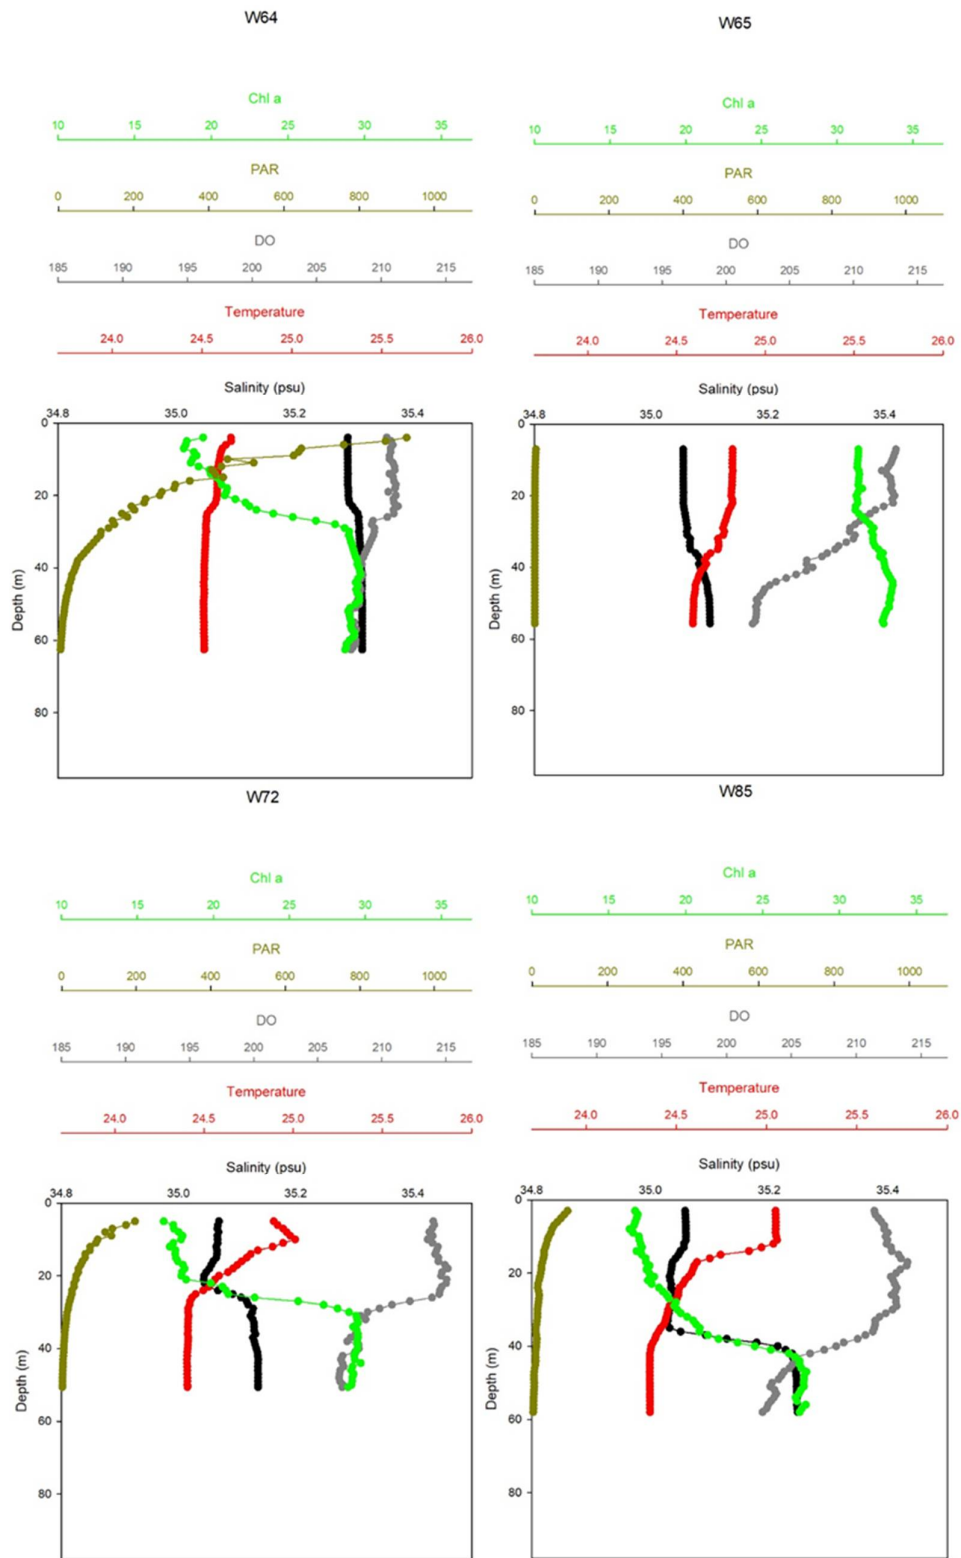 W64
Chl a
10 15 20 25 30 35
PAR
0 200 400 600 800 1000
DO
185 190 195 200 205 210 215
Temperature
24.0 24.5 25.0 25.5 26.0
Salinity (psu)
34.8 35.0 35.2 35.4
0
20
40
60
80
Depth (m)
W65
Chl a
10 15 20 25 30 35
PAR
0 200 400 600 800 1000
DO
185 190 195 200 205 210 215
Temperature
24.0 24.5 25.0 25.5 26.0
Salinity (psu)
34.8 35.0 35.2 35.4
0
20
40
60
80
Depth (m)
W72
Chl a
10 15 20 25 30 35
PAR
0 200 400 600 800 1000
DO
185 190 195 200 205 210 215
Temperature
24.0 24.5 25.0 25.5 26.0
Salinity (psu)
34.8 35.0 35.2 35.4
0
20
40
60
80
Depth (m)
W85
Chl a
10 15 20 25 30 35
PAR
0 200 400 600 800 1000
DO
185 190 195 200 205 210 215
Temperature
24.0 24.5 25.0 25.5 26.0
Salinity (psu)
34.8 35.0 35.2 35.4
0
20
40
60
80
Depth (m)